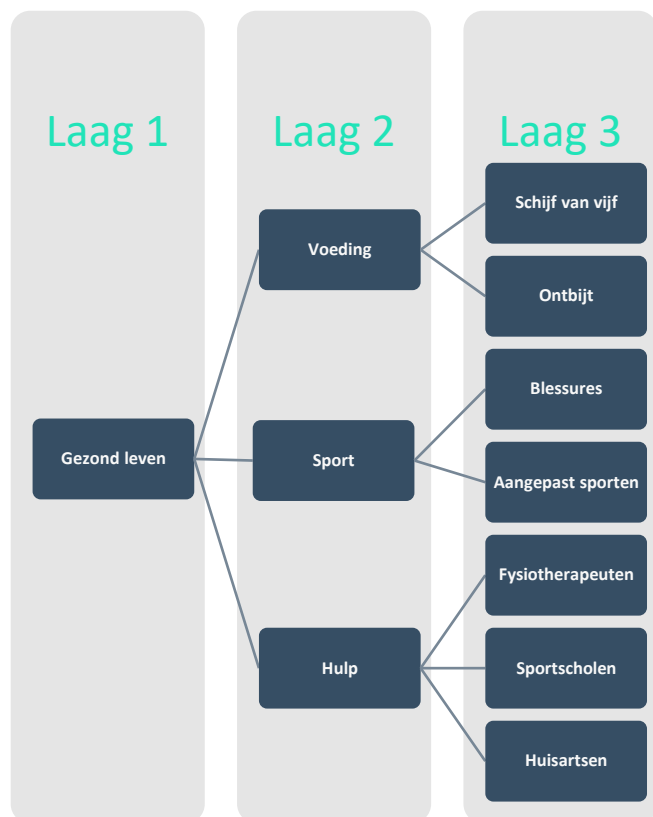 Laag 1
Laag 2
Laag 3
Gezond leven
Voeding
Sport
Hulp
Schijf van vijf
Ontbijt
Blessures
Aangepast sporten
Fysiotherapeuten
Sportscholen
Huisartsen